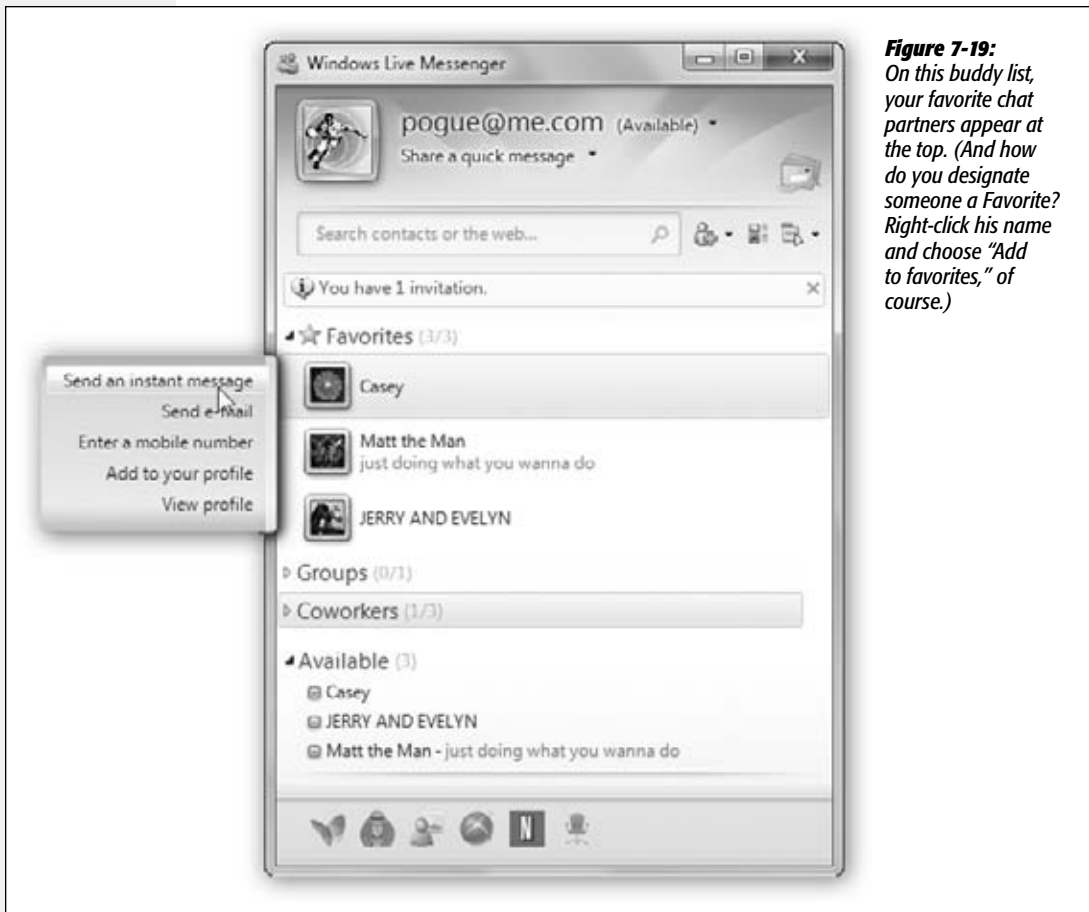 Windows Live Messenger
pogue@me.com (Available)
Share a quick message
Search contacts or the web...
You have 1 invitation.
Favorites (3/3)
Casey
Matt the Man
just doing what you wanna do
JERRY AND EVELYN
Groups (0/1)
Coworkers (1/3)
Available (3)
Casey
JERRY AND EVELYN
Matt the Man - just doing what you wanna do
N
Send an instant message
Send e-mail
Enter a mobile number
Add to your profile
View profile
Figure 7-19:
On this buddy list,
your favorite chat
partners appear at
the top. (And how
do you designate
someone a Favorite?
Right-click his name
and choose “Add
to favorites,” of
course.)